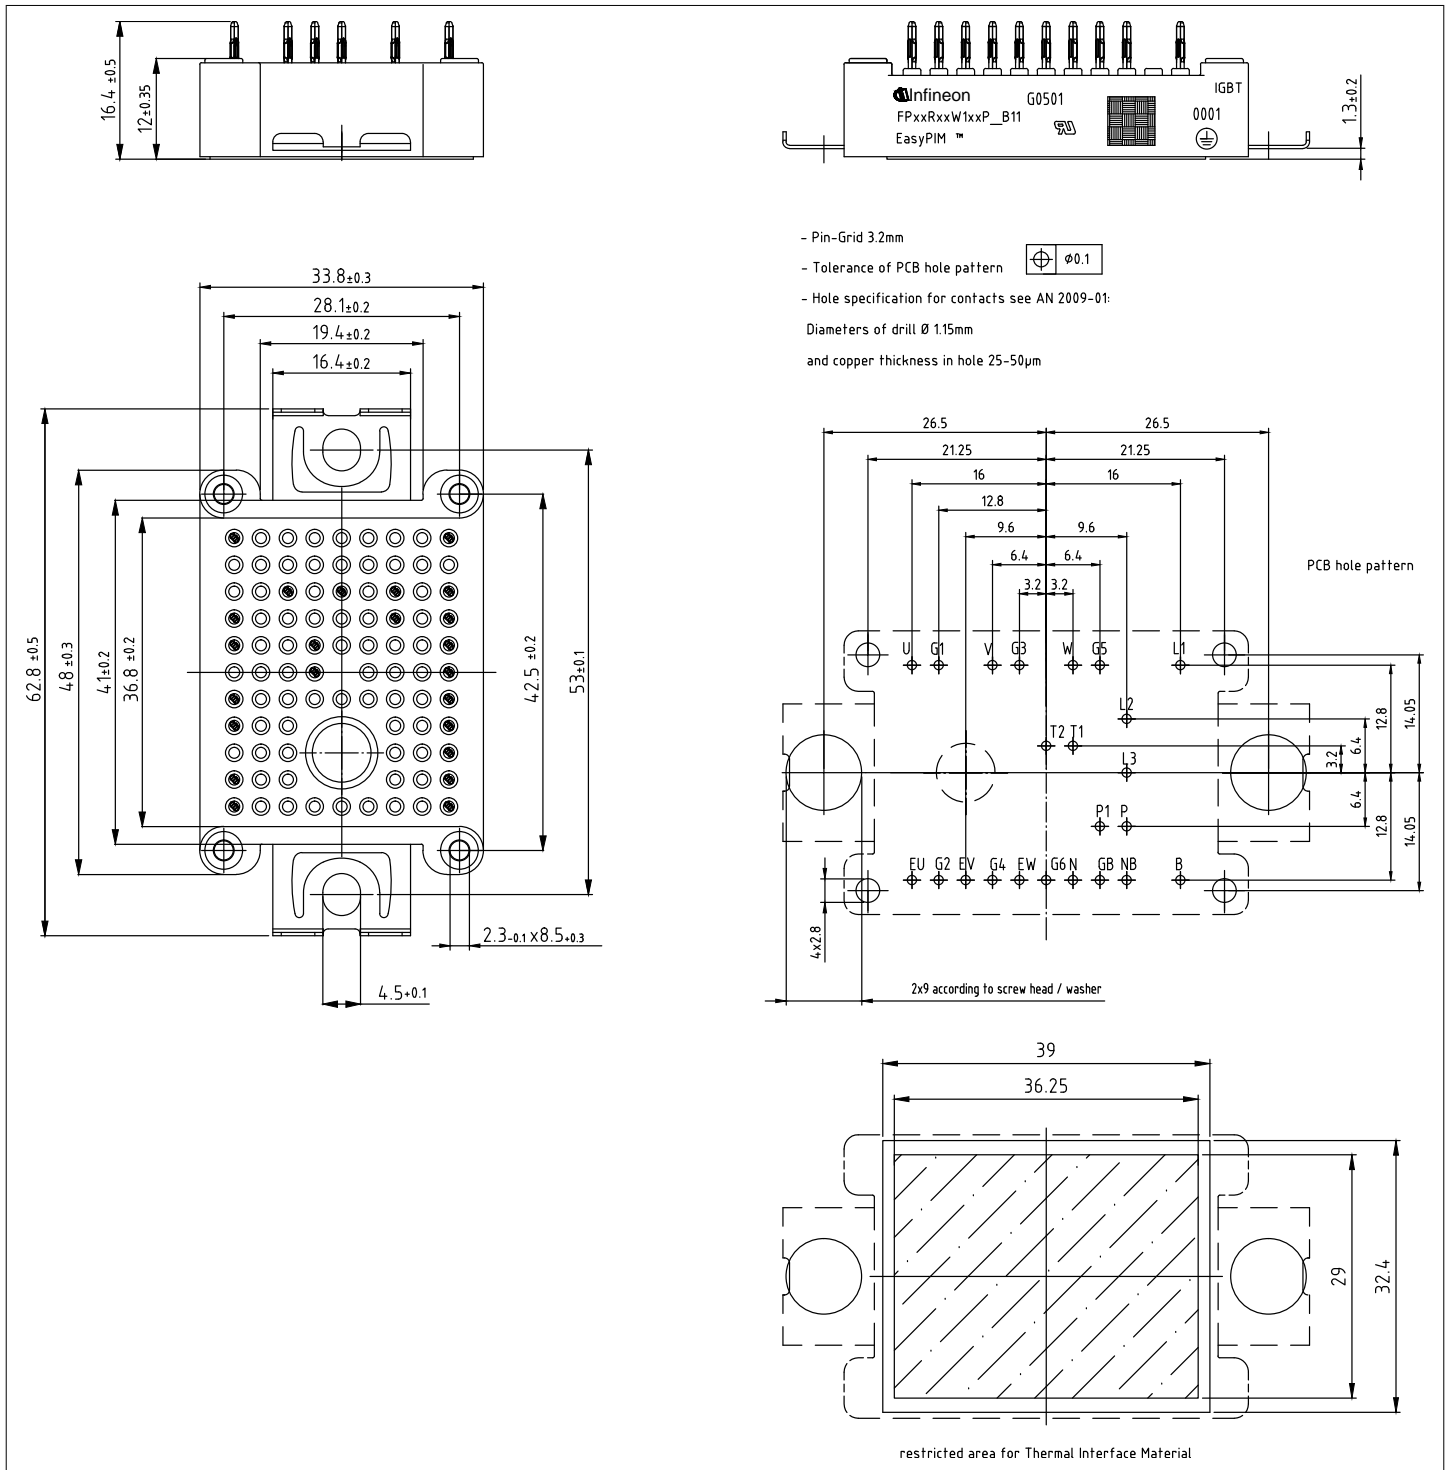 16.4 ±0.5
12±0.35
Infineon
G0501
IGBT
FPxxRxxW1xxP_B11
0001
EasyPIM ™
1.3±0.2
- Pin-Grid 3.2mm
- Tolerance of PCB hole pattern
⌀0.1
- Hole specification for contacts see AN 2009-01:
Diameters of drill Ø 1.15mm
and copper thickness in hole 25-50µm
33.8±0.3
28.1±0.2
19.4±0.2
16.4±0.2
62.8 ±0.5
48 ±0.3
41±0.2
36.8 ±0.2
42.5 ±0.2
53±0.1
2.3-0.1 x8.5+0.3
4.5+0.1
26.5
26.5
21.25
21.25
16
16
12.8
9.6
9.6
6.4
6.4
3.2
3.2
PCB hole pattern
U
G1
V
G3
W
G5
L1
L2
T2
T1
L3
P1
P
EU
G2
EV
G4
EW
G6
N
GB
NB
B
3.2
6.4
12.8
14.05
6.4
12.8
14.05
4x2.8
2x9 according to screw head / washer
39
36.25
29
32.4
restricted area for Thermal Interface Material